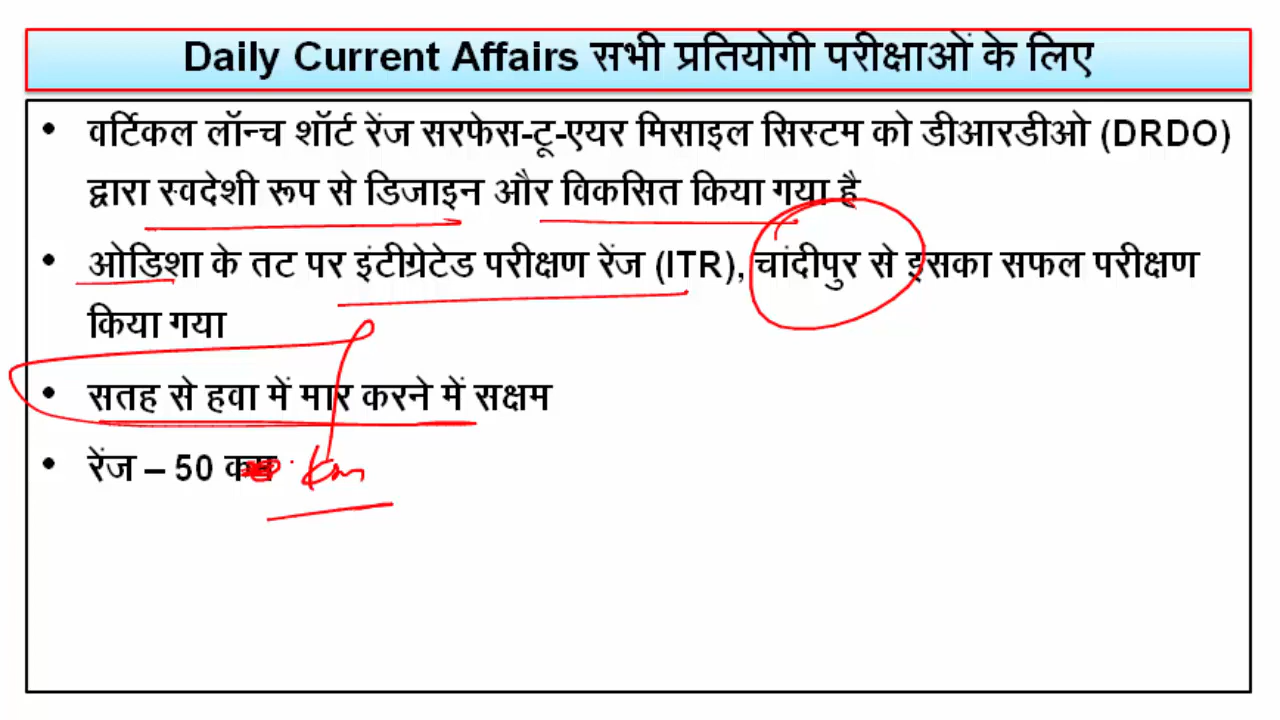 Daily Current Affairs सभी प्रतियोगी परीक्षाओं के लिए
• वर्टिकल लॉन्च शॉर्ट रेंज सरफेस-टू-एयर मिसाइल सिस्टम को डीआरडीओ (DRDO)
द्वारा स्वदेशी रूप से डिजाइन और विकसित किया गया है
• ओडिशा के तट पर इंटीग्रेटेड परीक्षण रेंज (ITR), चांदीपुर से इसका सफल परीक्षण
किया गया
• सतह से हवा में मार करने में सक्षम
• रेंज – 50 km